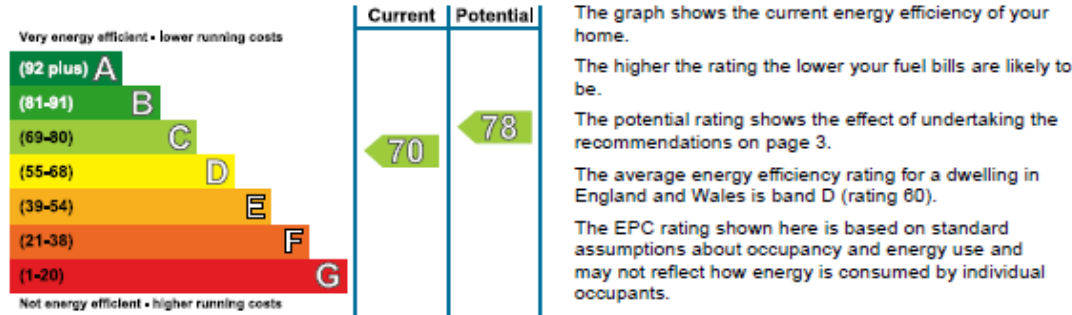 Current Potential
Very energy efficient • lower running costs
(92 plus) A
(81-91) B
(69-80) C
(55-68) D
(39-54) E
(21-38) F
(1-20) G
Not energy efficient • higher running costs
70
78
The graph shows the current energy efficiency of your
home.
The higher the rating the lower your fuel bills are likely to
be.
The potential rating shows the effect of undertaking the
recommendations on page 3.
The average energy efficiency rating for a dwelling in
England and Wales is band D (rating 60).
The EPC rating shown here is based on standard
assumptions about occupancy and energy use and
may not reflect how energy is consumed by individual
occupants.